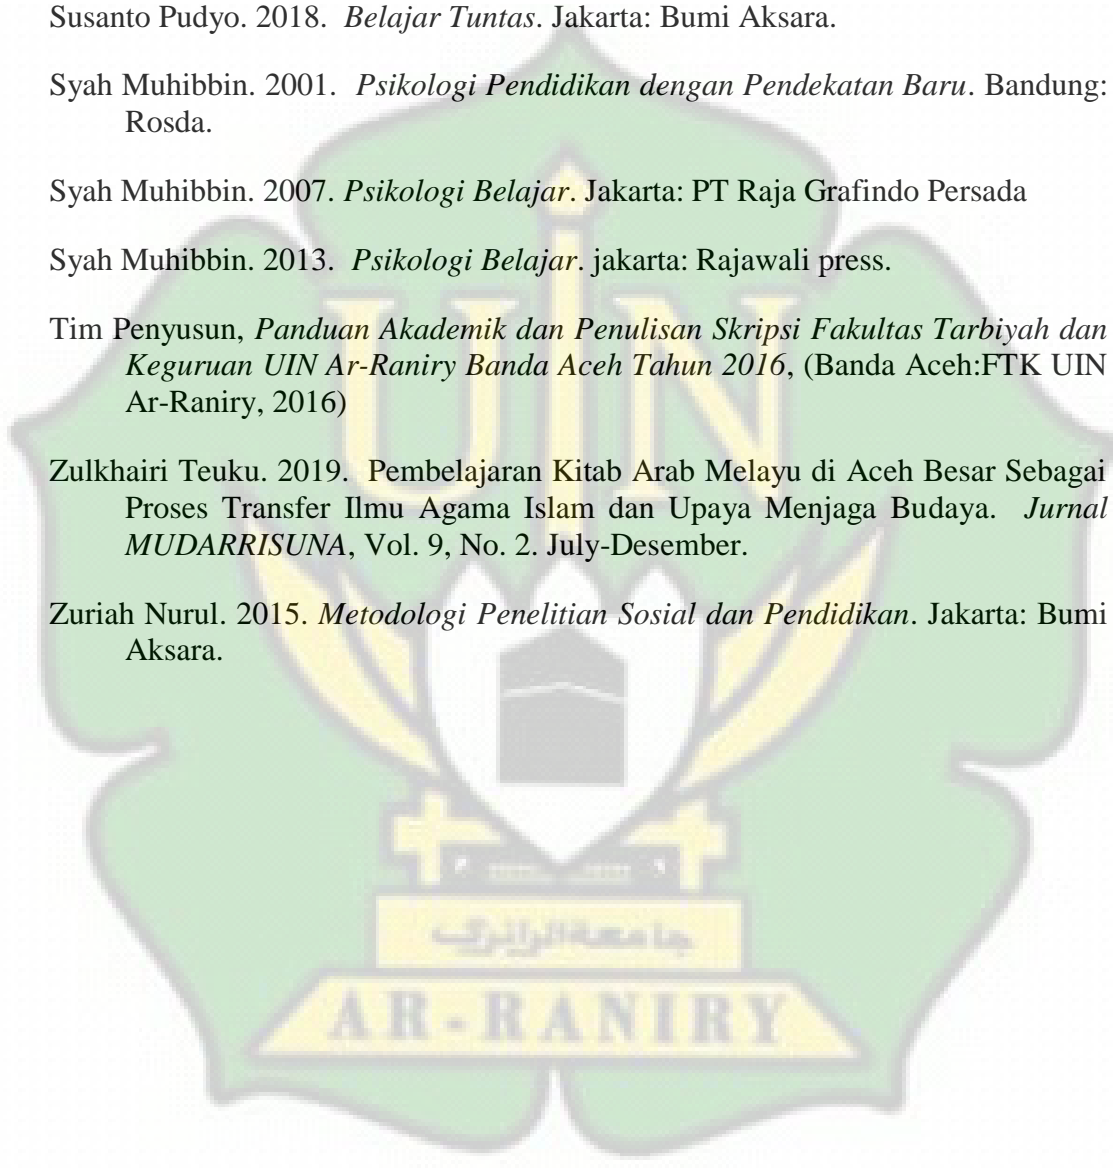 Susanto Pudyo. 2018. Belajar Tuntas. Jakarta: Bumi Aksara.
Syah Muhibbin. 2001. Psikologi Pendidikan dengan Pendekatan Baru. Bandung:
Rosda.
Syah Muhibbin. 2007. Psikologi Belajar. Jakarta: PT Raja Grafindo Persada
Syah Muhibbin. 2013. Psikologi Belajar. jakarta: Rajawali press.
Tim Penyusun, Panduan Akademik dan Penulisan Skripsi Fakultas Tarbiyah dan
Keguruan UIN Ar-Raniry Banda Aceh Tahun 2016, (Banda Aceh:FTK UIN
Ar-Raniry, 2016)
Zulkhairi Teuku. 2019. Pembelajaran Kitab Arab Melayu di Aceh Besar Sebagai
Proses Transfer Ilmu Agama Islam dan Upaya Menjaga Budaya. Jurnal
MUDARRISUNA, Vol. 9, No. 2. July-Desember.
Zuriah Nurul. 2015. Metodologi Penelitian Sosial dan Pendidikan. Jakarta: Bumi
Aksara.
UIN
جامعة الرانري
AR-RANIRY